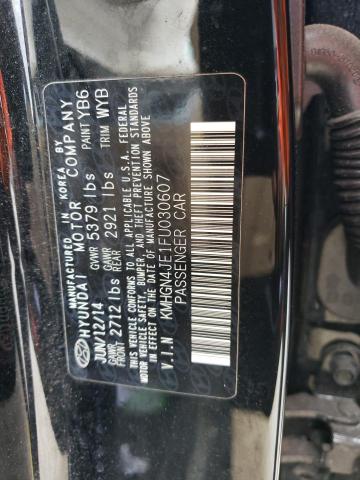 MANUFACTURED IN KOREA BY
HYUNDAI MOTOR COMPANY
JUN/12/14 GVWR 5379 lbs PAINT YB6
GAWR FRONT 2712 lbs GAWR REAR 2921 lbs TRIM WYB
THIS VEHICLE CONFORMS TO ALL APPLICABLE U.S.A. FEDERAL
MOTOR VEHICLE SAFETY, BUMPER, AND THEFT PREVENTION STANDARDS
IN EFFECT ON THE DATE OF MANUFACTURE SHOWN ABOVE.
V.I.N KMHGN4JE1FU030607
PASSENGER CAR